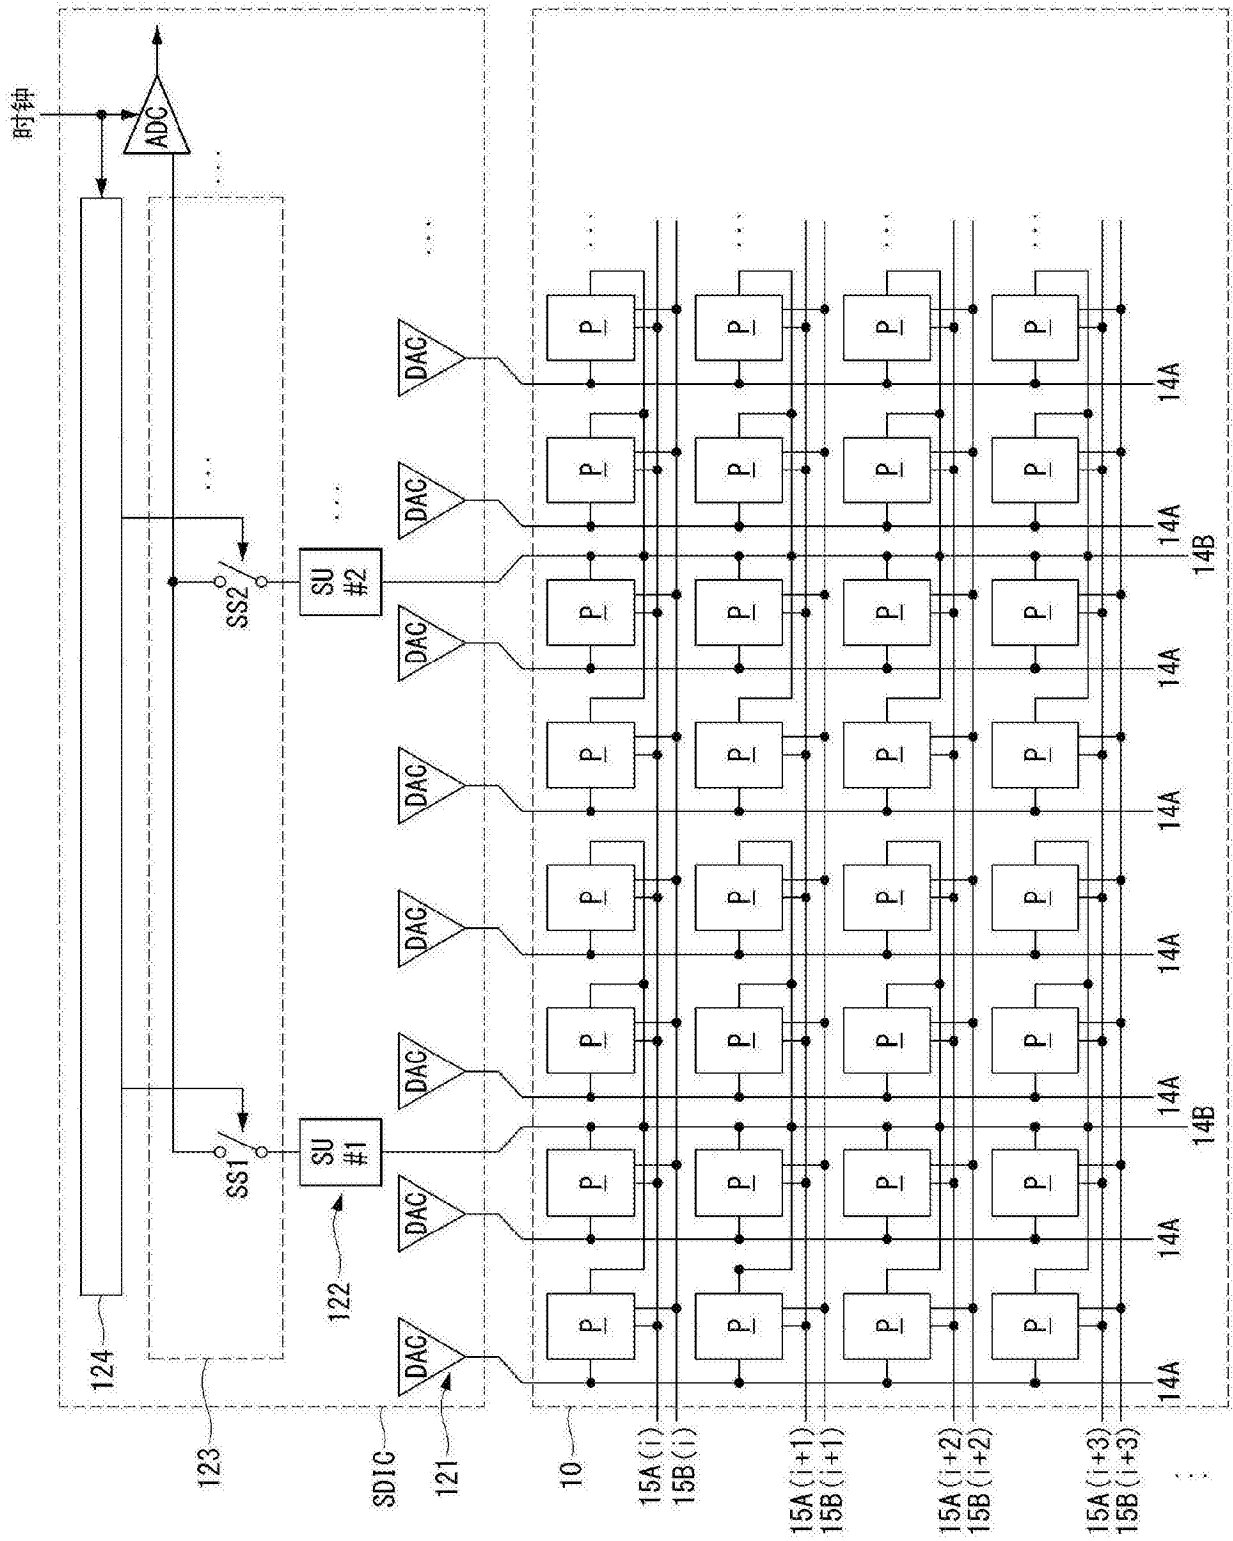 时钟
124
ADC
123
SS1
SS2
...
...
122
SU
#1
SU
#2
...
SDIC
121
DAC
DAC
DAC
DAC
DAC
DAC
DAC
DAC
...
10
P
P
P
P
P
P
P
P
...
15A(i)
15B(i)
P
P
P
P
P
P
P
P
...
15A(i+1)
15B(i+1)
P
P
P
P
P
P
P
P
...
15A(i+2)
15B(i+2)
P
P
P
P
P
P
P
P
...
15A(i+3)
15B(i+3)
14A
14A
14B
14A
14A
14A
14A
14B
14A
14A